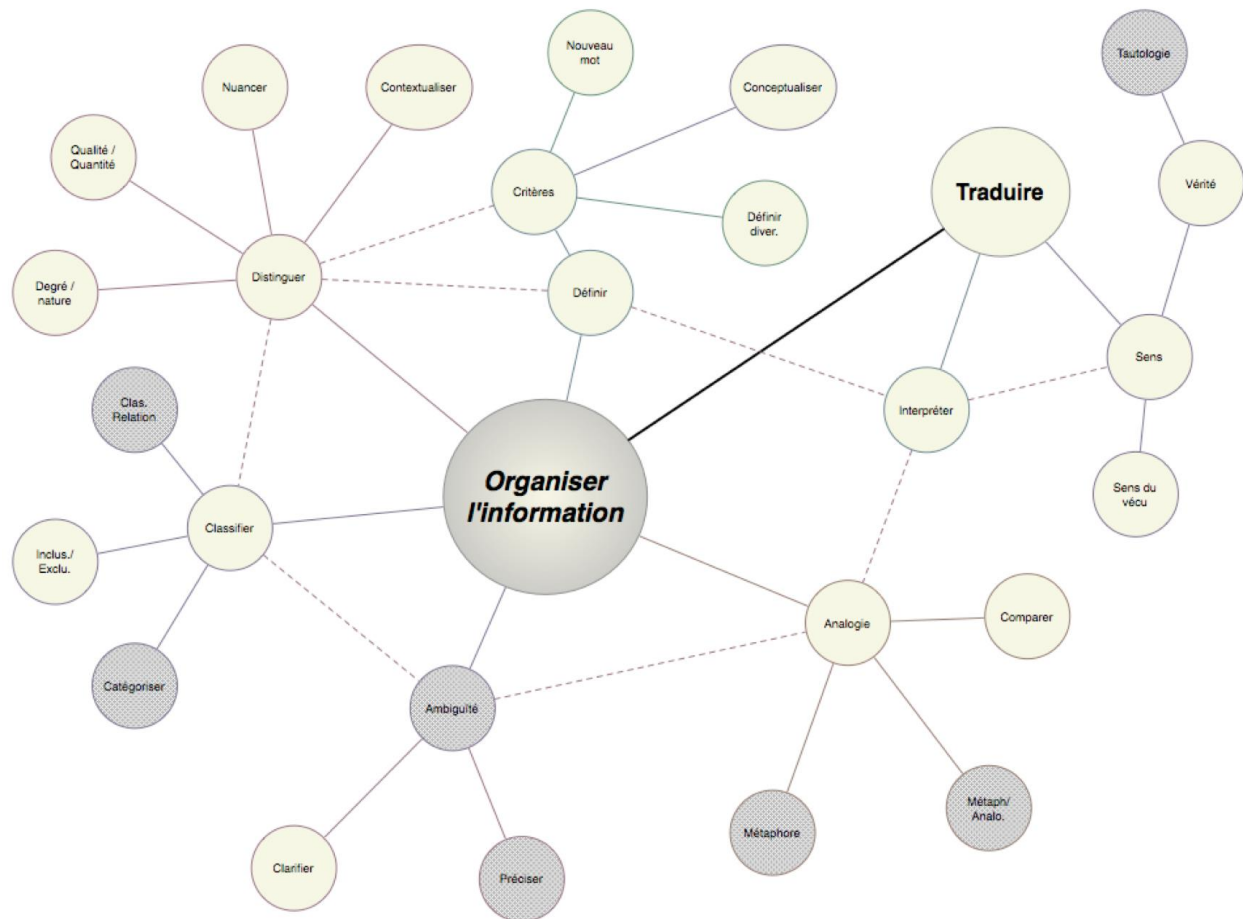 Nouveau
mot
Tautologie
Nuancer
Contextualiser
Conceptualiser
Qualité /
Quantité
Critères
Traduire
Vérité
Définir
diver.
Degré /
nature
Distinguer
Définir
Sens
Clas.
Relation
Interpréter
Organiser
l'information
Sens du
vécu
Classifier
Inclus./
Exclu.
Analogie
Comparer
Catégoriser
Ambiguïté
Métaph/
Analo.
Métaphore
Clarifier
Préciser